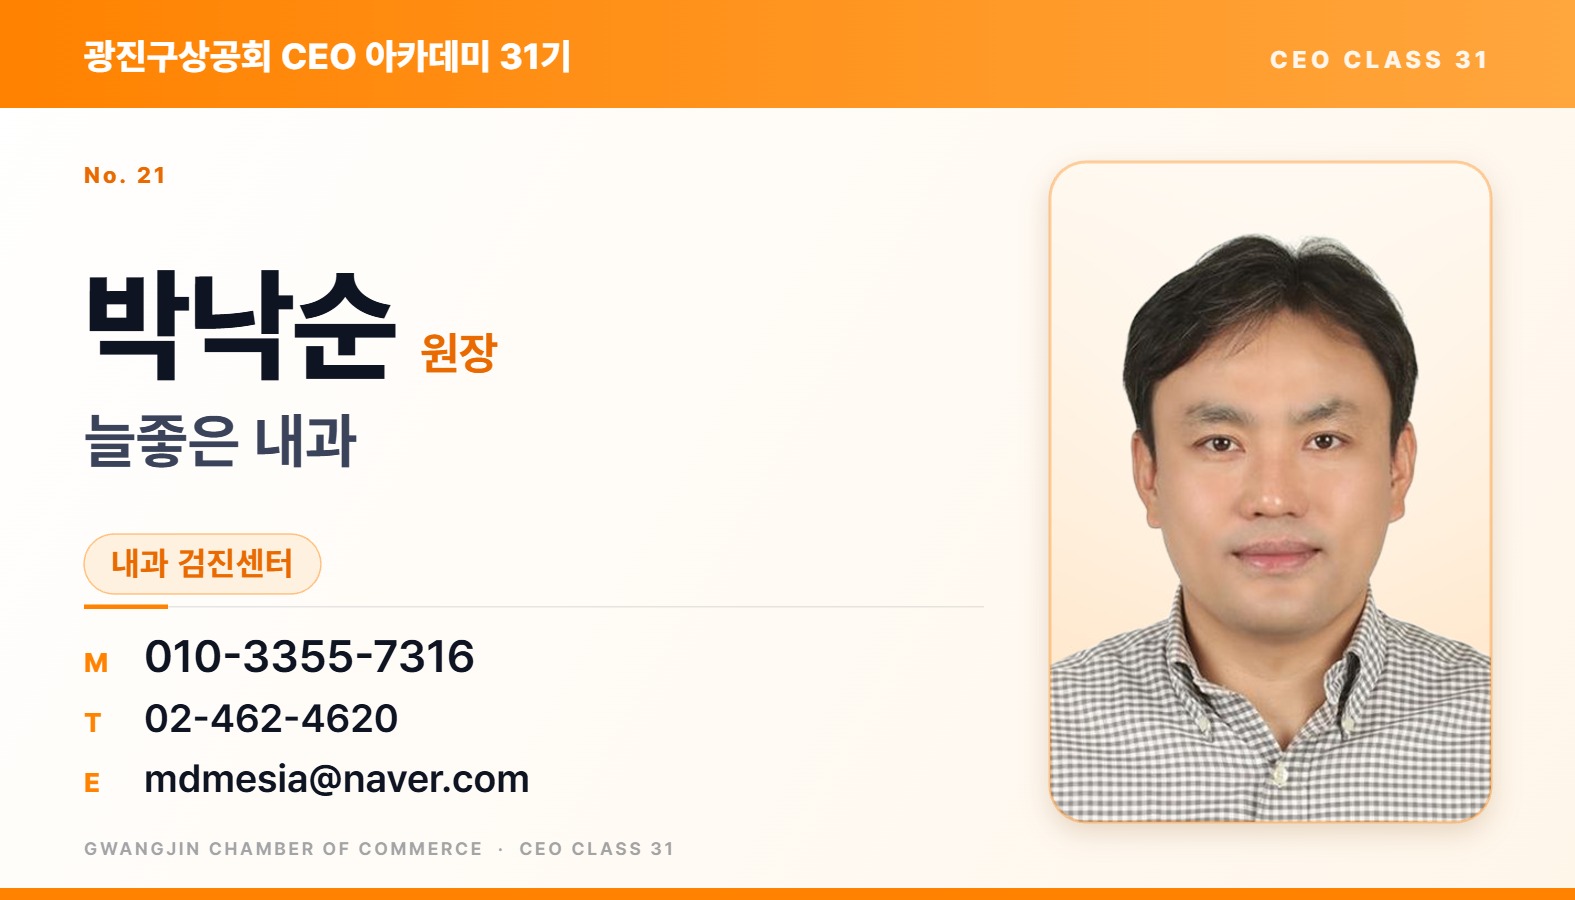 광진구상공회 CEO 아카데미 31기
CEO CLASS 31
No. 21
박낙순 원장
늘좋은 내과
내과 검진센터
M 010-3355-7316
T 02-462-4620
E mdmesia@naver.com
GWANGJIN CHAMBER OF COMMERCE · CEO CLASS 31